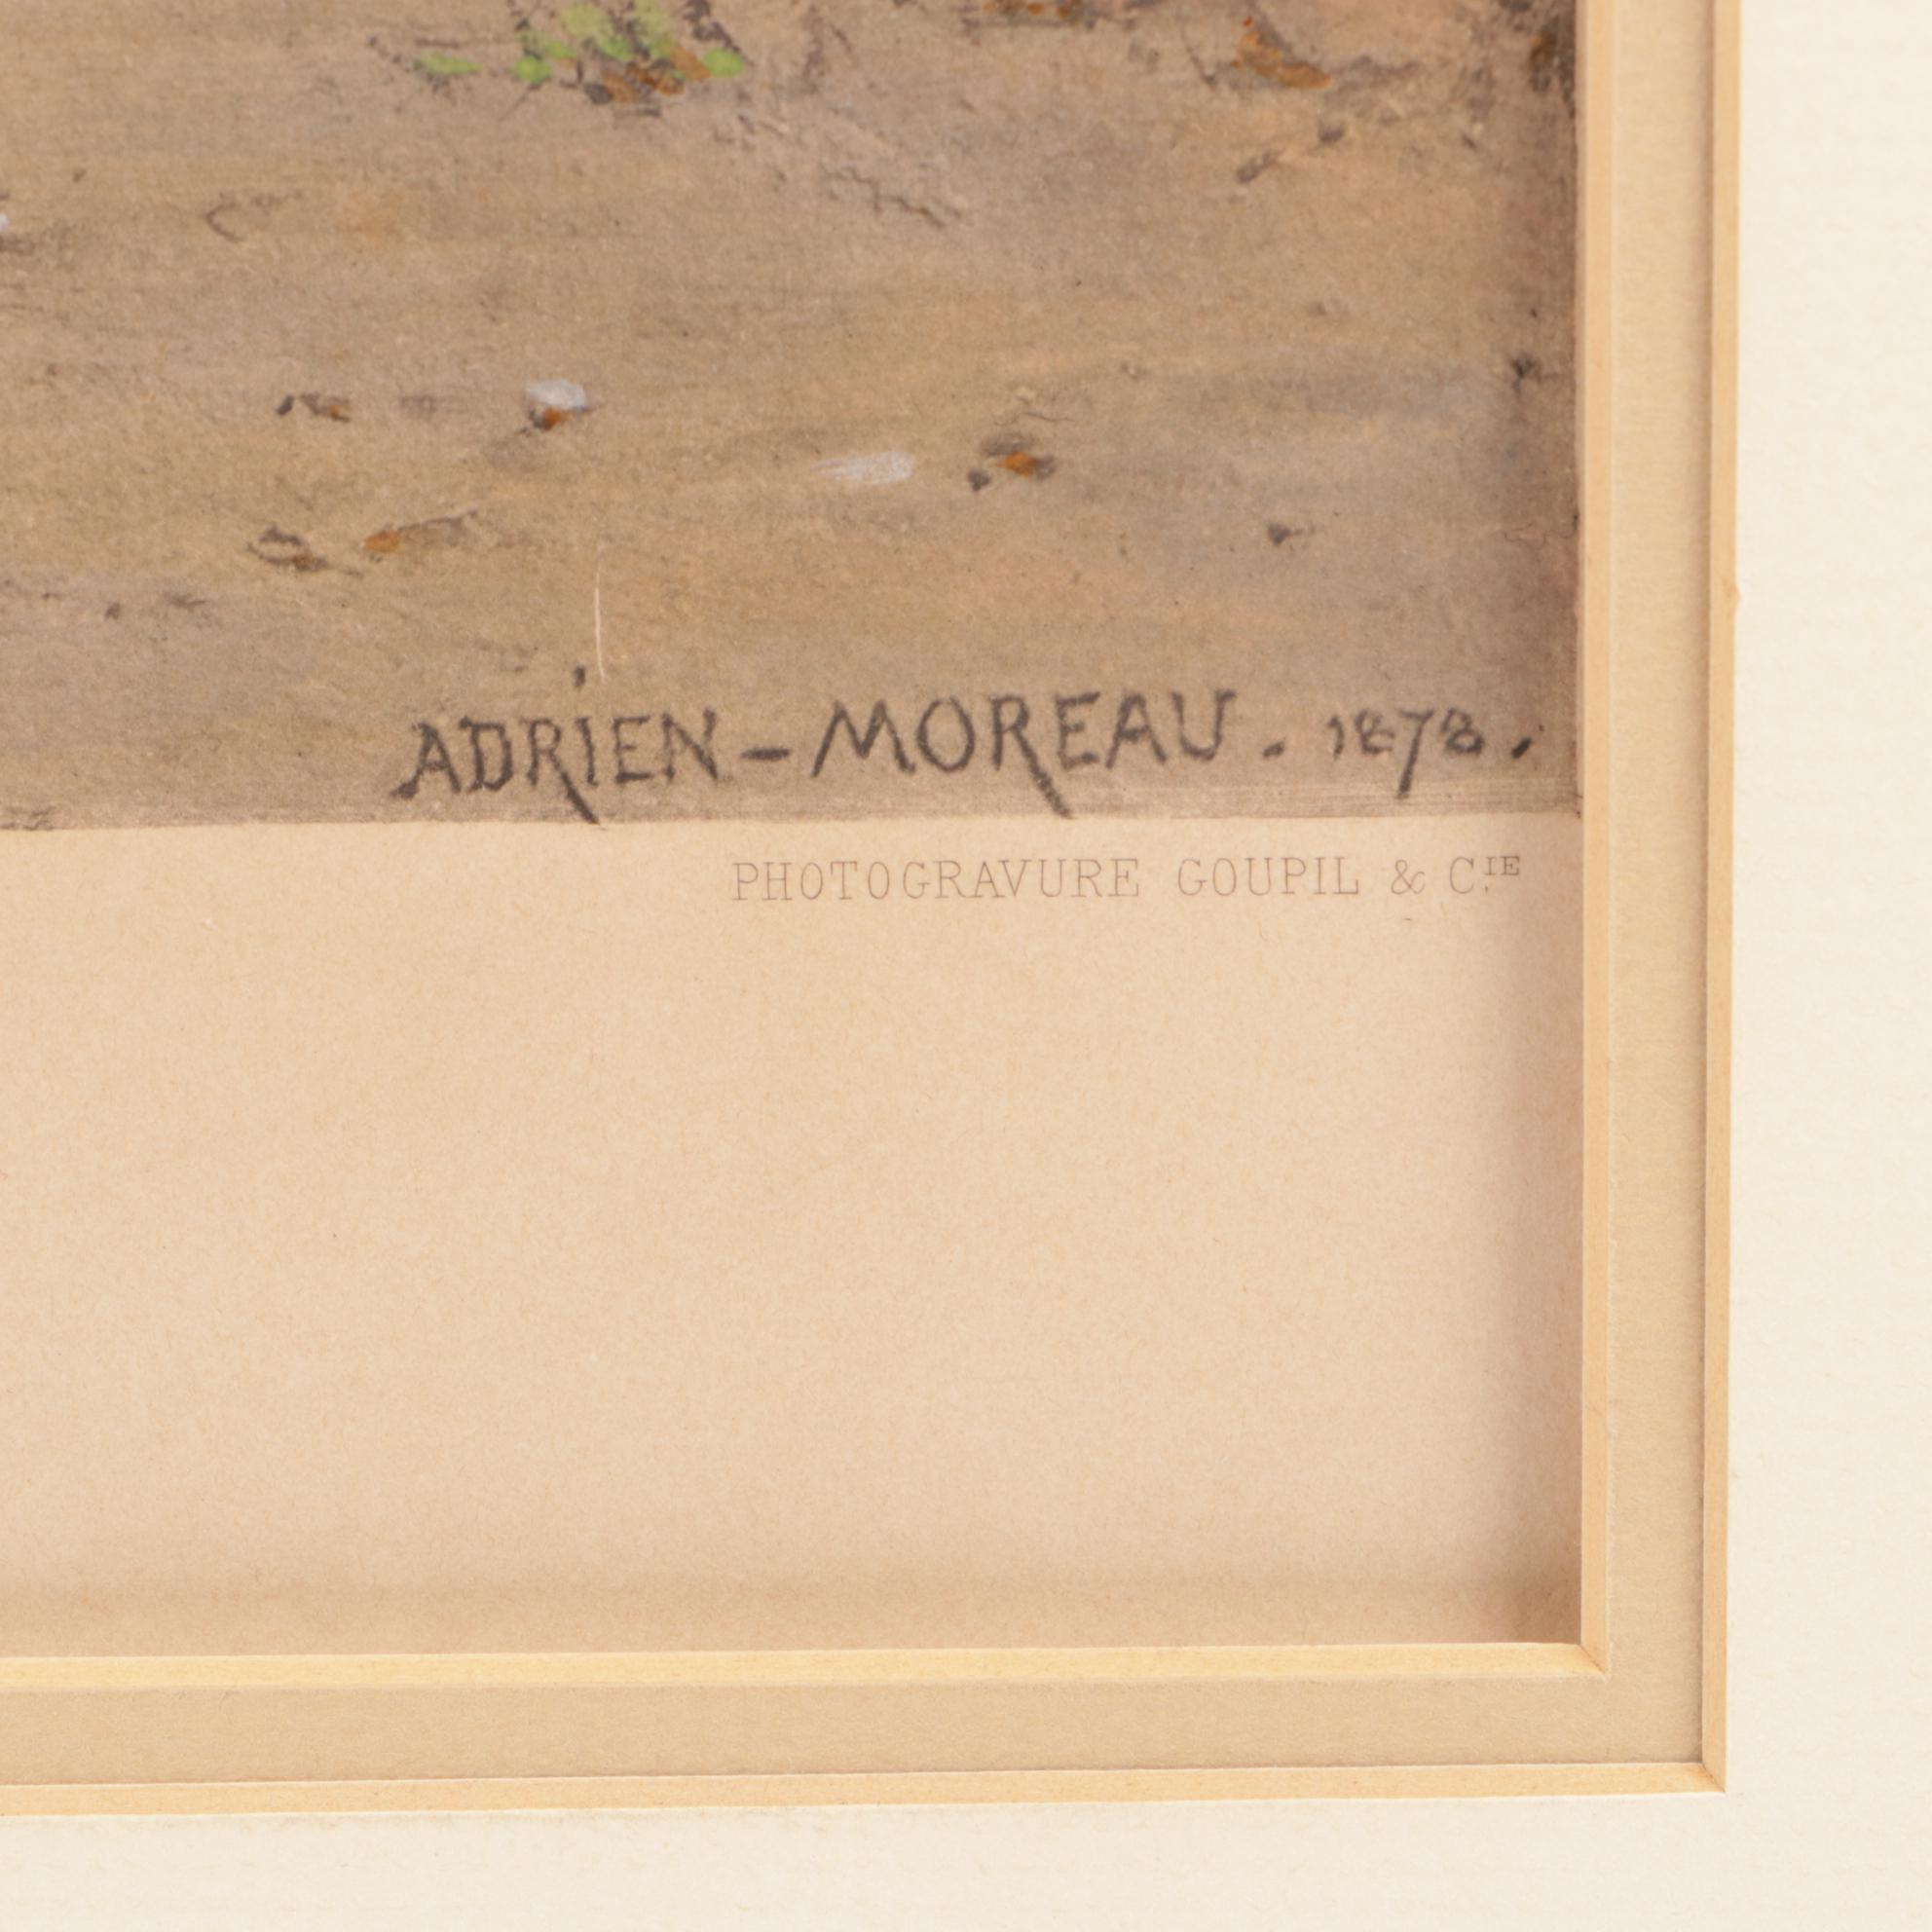 ADRIEN – MOREAU . 1878 .
PHOTOGRAVURE GOUPIL & C.IE